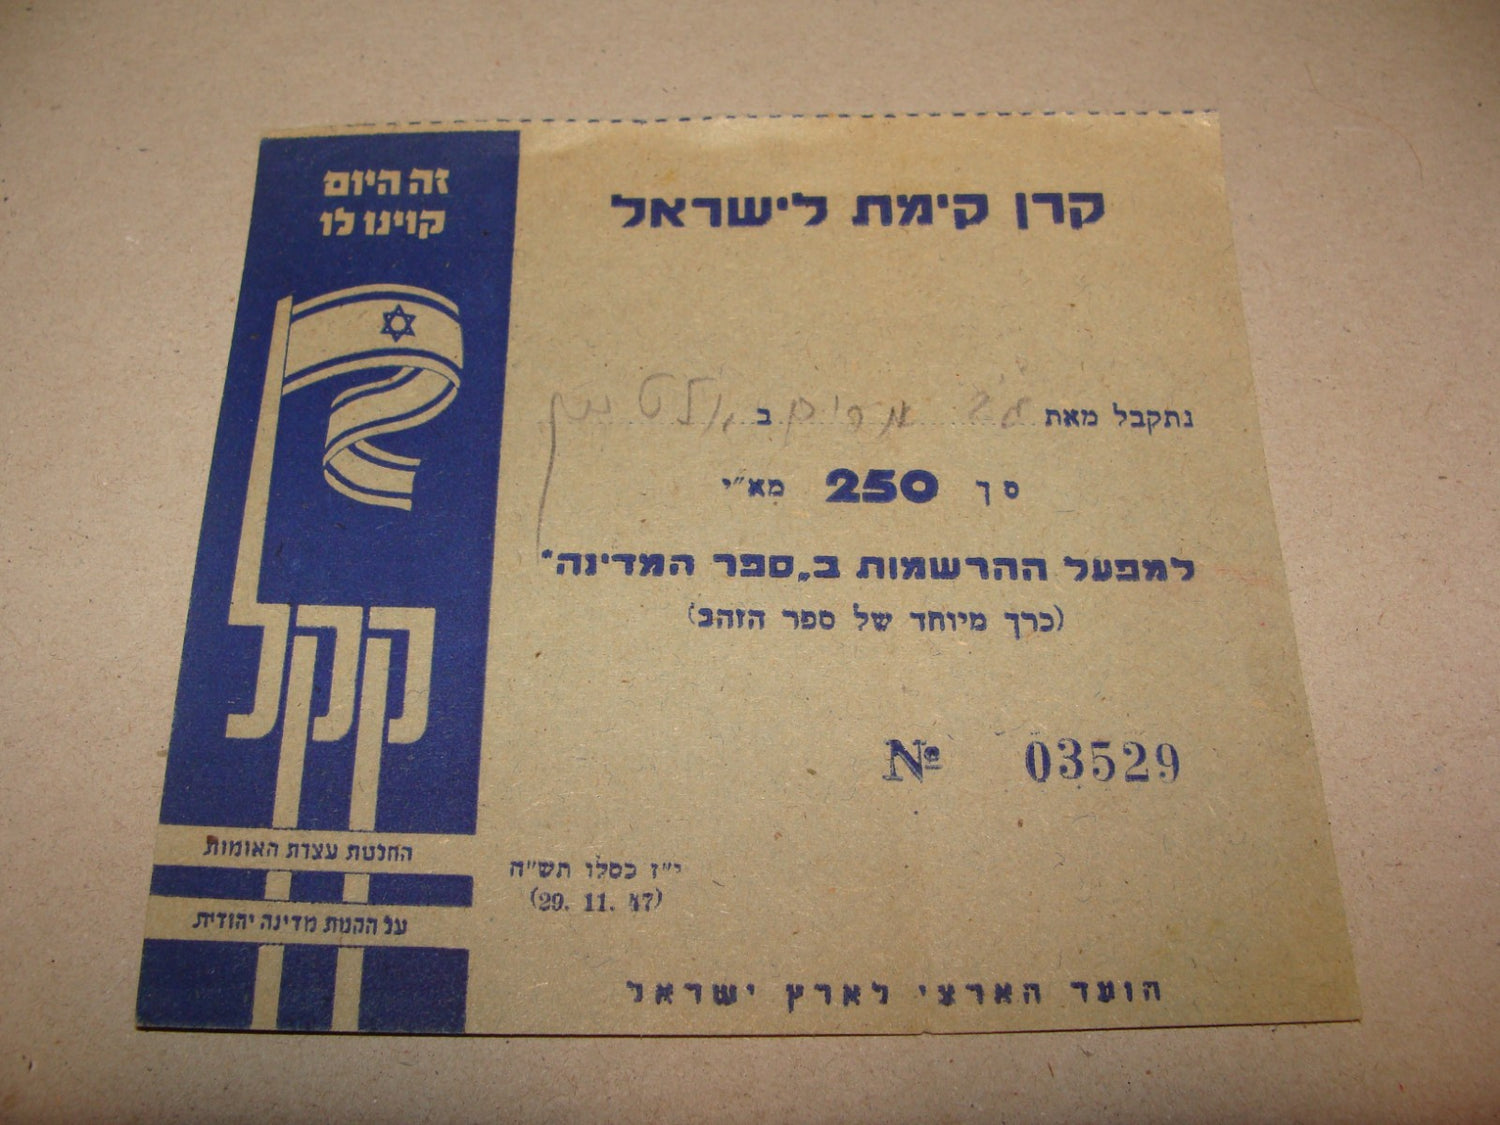 זה היום
קוינו לו
קקל
החלטת עצרת האומות
על הקמת מדינה יהודית
קרן קימת לישראל
נתקבל מאת גב' מרים ב
סך 250 מא"י
למפעל ההרשמות ב„ספר המדינה"
(כרך מיוחד של ספר הזהב)
№ 03529
י"ז כסלו תש"ח
(29. 11. 47)
הועד הארצי לארץ ישראל